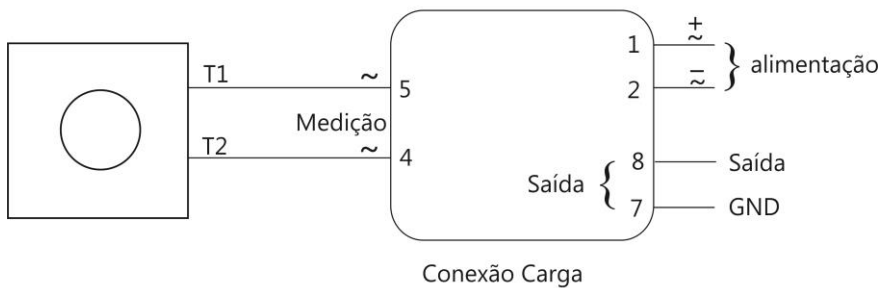 T1 ~ 5
T2 ~ 4
Medição
1 + ~
2 − ~
} alimentação
Saída { 8 Saída
7 GND
Conexão Carga